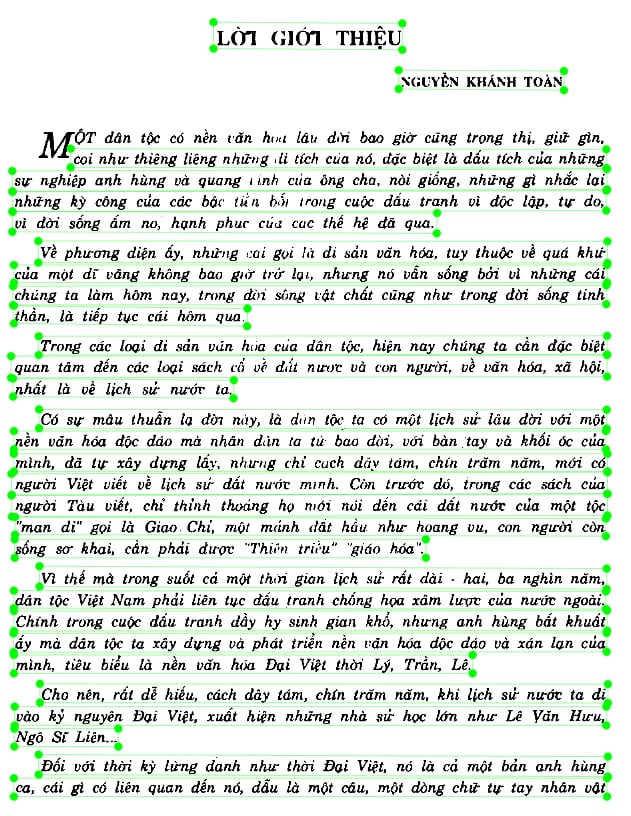 LỜI GIỚI THIỆU
NGUYỄN KHÁNH TOÀN
MỘT dân tộc có nền văn hóa lâu đời bao giờ cũng trọng thị, giữ gìn,
coi như thiêng liêng những di tích của nó, đặc biệt là dấu tích của những
sự nghiệp anh hùng và quang vinh của ông cha, nòi giống, những gì nhắc lại
những kỳ công của các bậc tiền bối trong cuộc đấu tranh vì độc lập, tự do,
vì đời sống ấm no, hạnh phúc của các thế hệ đã qua.
Về phương diện ấy, những cái gọi là di sản văn hóa, tuy thuộc về quá khứ
của một dĩ vãng không bao giờ trở lại, nhưng nó vẫn sống bởi vì những cái
chúng ta làm hôm nay, trong đời sống vật chất cũng như trong đời sống tinh
thần, là tiếp tục cái hôm qua.
Trong các loại di sản văn hóa của dân tộc, hiện nay chúng ta cần đặc biệt
quan tâm đến các loại sách cổ về đất nước và con người, về văn hóa, xã hội,
nhất là về lịch sử nước ta.
Có sự mâu thuẫn lạ đời này, là dân tộc ta có một lịch sử lâu đời với một
nền văn hóa độc đáo mà nhân dân ta từ bao đời, với bàn tay và khối óc của
mình, đã tự xây dựng lấy, nhưng chỉ cách đây tám, chín trăm năm, mới có
người Việt viết về lịch sử đất nước mình. Còn trước đó, trong các sách của
người Tàu viết, chỉ thỉnh thoảng họ mới nói đến cái đất nước của một tộc
"man di" gọi là Giao Chỉ, một mảnh đất hầu như hoang vu, con người còn
sống sơ khai, cần phải được "Thiên triều" "giáo hóa".
Vì thế mà trong suốt cả một thời gian lịch sử rất dài - hai, ba nghìn năm,
dân tộc Việt Nam phải liên tục đấu tranh chống họa xâm lược của nước ngoài.
Chính trong cuộc đấu tranh đầy hy sinh gian khổ, nhưng anh hùng bất khuất
ấy mà dân tộc ta xây dựng và phát triển nền văn hóa độc đáo và xán lạn của
mình, tiêu biểu là nền văn hóa Đại Việt thời Lý, Trần, Lê.
Cho nên, rất dễ hiểu, cách đây tám, chín trăm năm, khi lịch sử nước ta đi
vào kỷ nguyên Đại Việt, xuất hiện những nhà sử học lớn như Lê Văn Hưu,
Ngô Sĩ Liên...
Đối với thời kỳ lừng danh như thời Đại Việt, nó là cả một bản anh hùng
ca, cái gì có liên quan đến nó, dẫu là một câu, một dòng chữ tự tay nhân vật